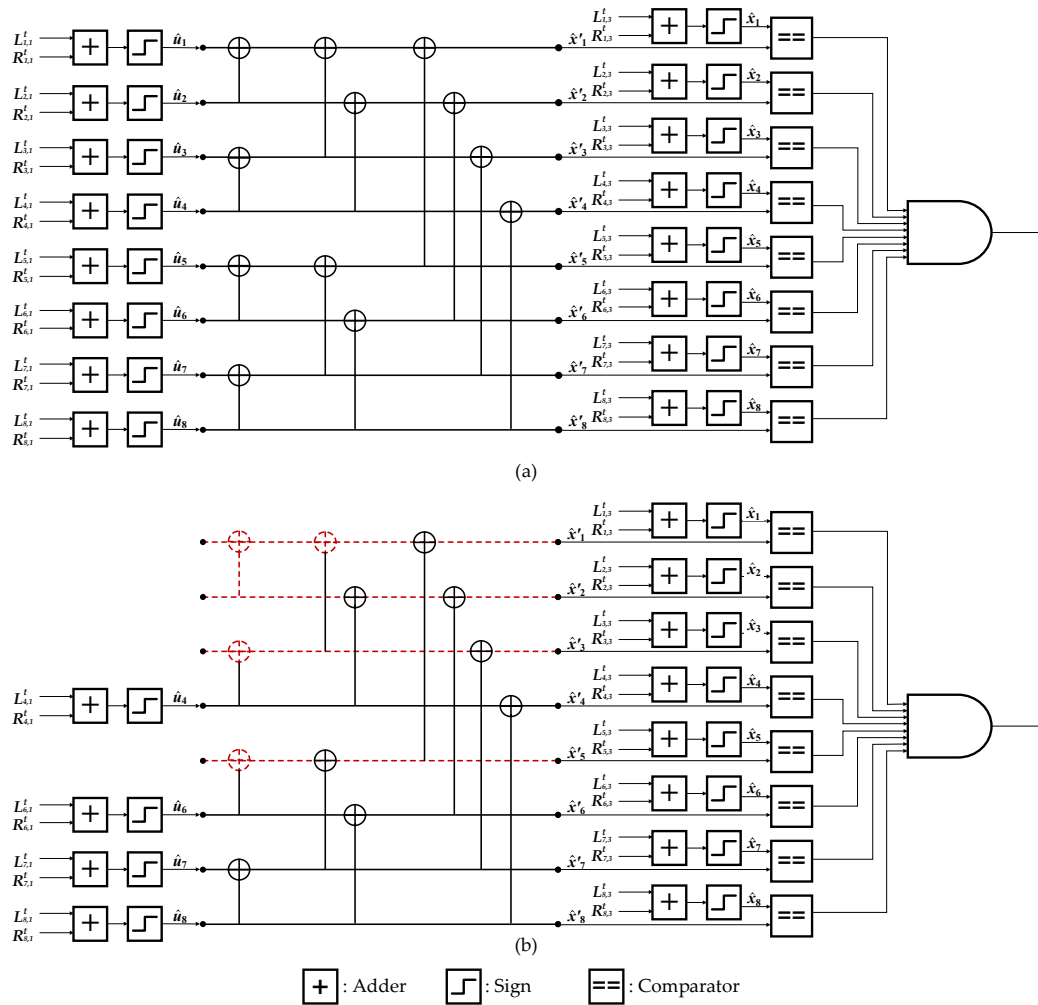 L^t_{1,1} R^t_{1,1} + û₁ x̂'₁ L^t_{1,3} R^t_{1,3} + x̂₁ ==
L^t_{2,1} R^t_{2,1} + û₂ x̂'₂ L^t_{2,3} R^t_{2,3} + x̂₂ ==
L^t_{3,1} R^t_{3,1} + û₃ x̂'₃ L^t_{3,3} R^t_{3,3} + x̂₃ ==
L^t_{4,1} R^t_{4,1} + û₄ x̂'₄ L^t_{4,3} R^t_{4,3} + x̂₄ ==
L^t_{5,1} R^t_{5,1} + û₅ x̂'₅ L^t_{5,3} R^t_{5,3} + x̂₅ ==
L^t_{6,1} R^t_{6,1} + û₆ x̂'₆ L^t_{6,3} R^t_{6,3} + x̂₆ ==
L^t_{7,1} R^t_{7,1} + û₇ x̂'₇ L^t_{7,3} R^t_{7,3} + x̂₇ ==
L^t_{8,1} R^t_{8,1} + û₈ x̂'₈ L^t_{8,3} R^t_{8,3} + x̂₈ ==
(a)
x̂'₁ L^t_{1,3} R^t_{1,3} + x̂₁ ==
x̂'₂ L^t_{2,3} R^t_{2,3} + x̂₂ ==
x̂'₃ L^t_{3,3} R^t_{3,3} + x̂₃ ==
L^t_{4,1} R^t_{4,1} + û₄ x̂'₄ L^t_{4,3} R^t_{4,3} + x̂₄ ==
x̂'₅ L^t_{5,3} R^t_{5,3} + x̂₅ ==
L^t_{6,1} R^t_{6,1} + û₆ x̂'₆ L^t_{6,3} R^t_{6,3} + x̂₆ ==
L^t_{7,1} R^t_{7,1} + û₇ x̂'₇ L^t_{7,3} R^t_{7,3} + x̂₇ ==
L^t_{8,1} R^t_{8,1} + û₈ x̂'₈ L^t_{8,3} R^t_{8,3} + x̂₈ ==
(b)
+ : Adder : Sign == : Comparator